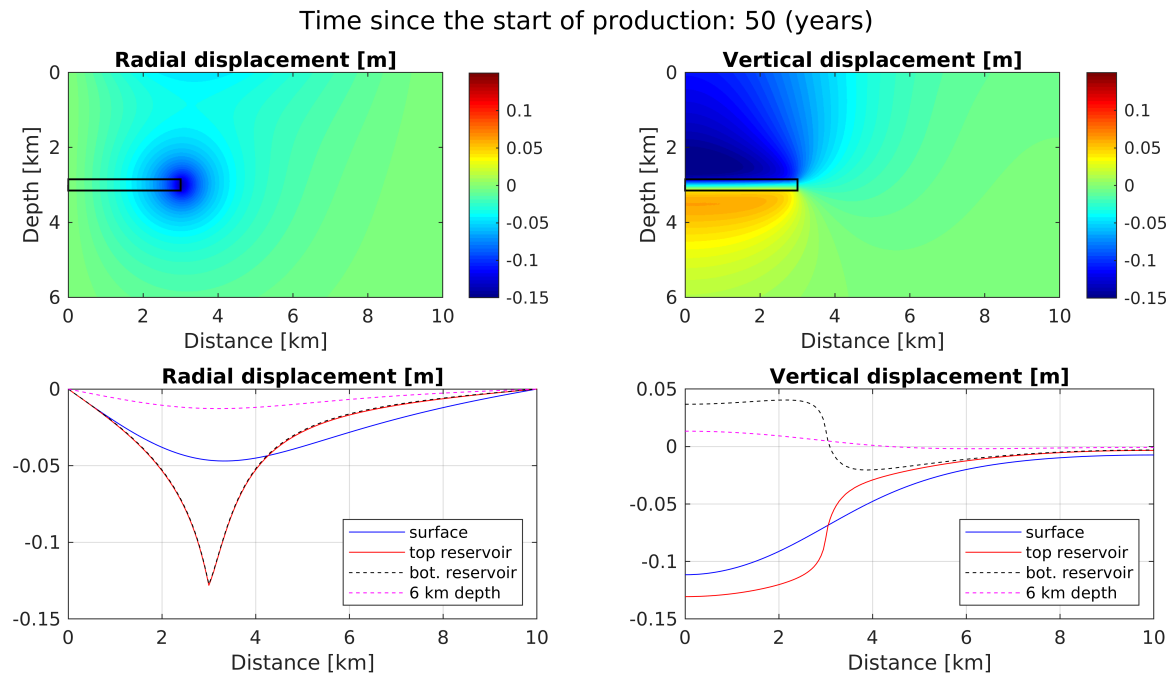 Time since the start of production: 50 (years)
Radial displacement [m]
Depth [km]
0
2
4
6
0 2 4 6 8 10
Distance [km]
0.1
0.05
0
-0.05
-0.1
-0.15
Vertical displacement [m]
Depth [km]
0
2
4
6
0 2 4 6 8 10
Distance [km]
0.1
0.05
0
-0.05
-0.1
-0.15
Radial displacement [m]
0
-0.05
-0.1
-0.15
0 2 4 6 8 10
Distance [km]
surface
top reservoir
bot. reservoir
6 km depth
Vertical displacement [m]
0.05
0
-0.05
-0.1
-0.15
0 2 4 6 8 10
Distance [km]
surface
top reservoir
bot. reservoir
6 km depth